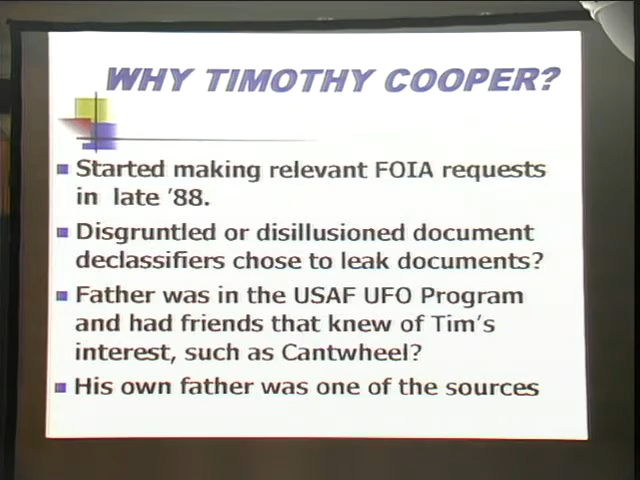 WHY TIMOTHY COOPER?
Started making relevant FOIA requests
in late '88.
Disgruntled or disillusioned document
declassifiers chose to leak documents?
Father was in the USAF UFO Program
and had friends that knew of Tim's
interest, such as Cantwheel?
His own father was one of the sources